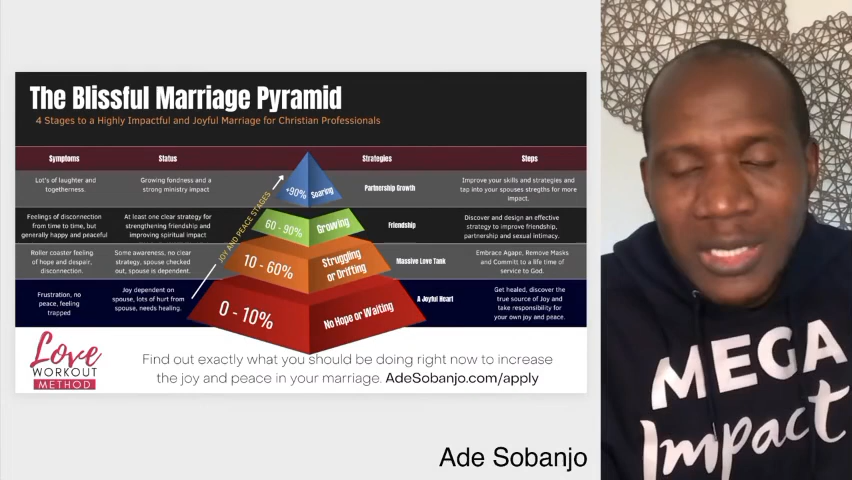 The Blissful Marriage Pyramid
4 Stages to a Highly Impactful and Joyful Marriage for Christian Professionals
Symptoms
Status
Strategies
Steps
Lot's of laughter and
togetherness.
Growing fondness and a
strong ministry impact
+90%
Soaring
Partnership Growth
Improve your skills and strategies and
tap into your spouses stregths for more
impact.
Feelings of disconnection
from time to time, but
generally happy and peaceful
At least one clear strategy for
strengthening friendship and
improving spiritual impact
60 - 90%
Growing
Friendship
Discover and design an effective
strategy to improve friendship,
partnership and sexual intimacy.
Roller coaster feeling
of hope and despair,
disconnection.
Some awareness, no clear
strategy, spouse checked
out, spouse is dependent.
10 - 60%
Struggling
or Drifting
Massive Love Tank
Embrace Agape, Remove Masks
and Commit to a life time of
service to God.
Frustration, no
peace, feeling
trapped
Joy dependent on
spouse, lots of hurt from
spouse, needs healing.
0 - 10%
No Hope or Waiting
A Joyful Heart
Get healed, discover the
true source of Joy and
take responsibility for
your own joy and peace.
JOY AND PEACE STAGES
Love
WORKOUT
METHOD
Find out exactly what you should be doing right now to increase
the joy and peace in your marriage. AdeSobanjo.com/apply
Ade Sobanjo
MEGA
Impact